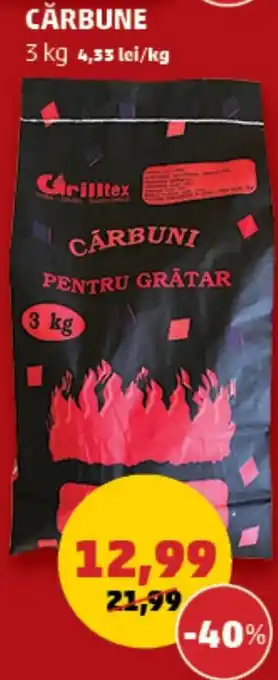 CĂRBUNE
3 kg 4,33 lei/kg
Grilltex
CĂRBUNI
PENTRU GRĂTAR
3 kg
12,99
21,99
-40%